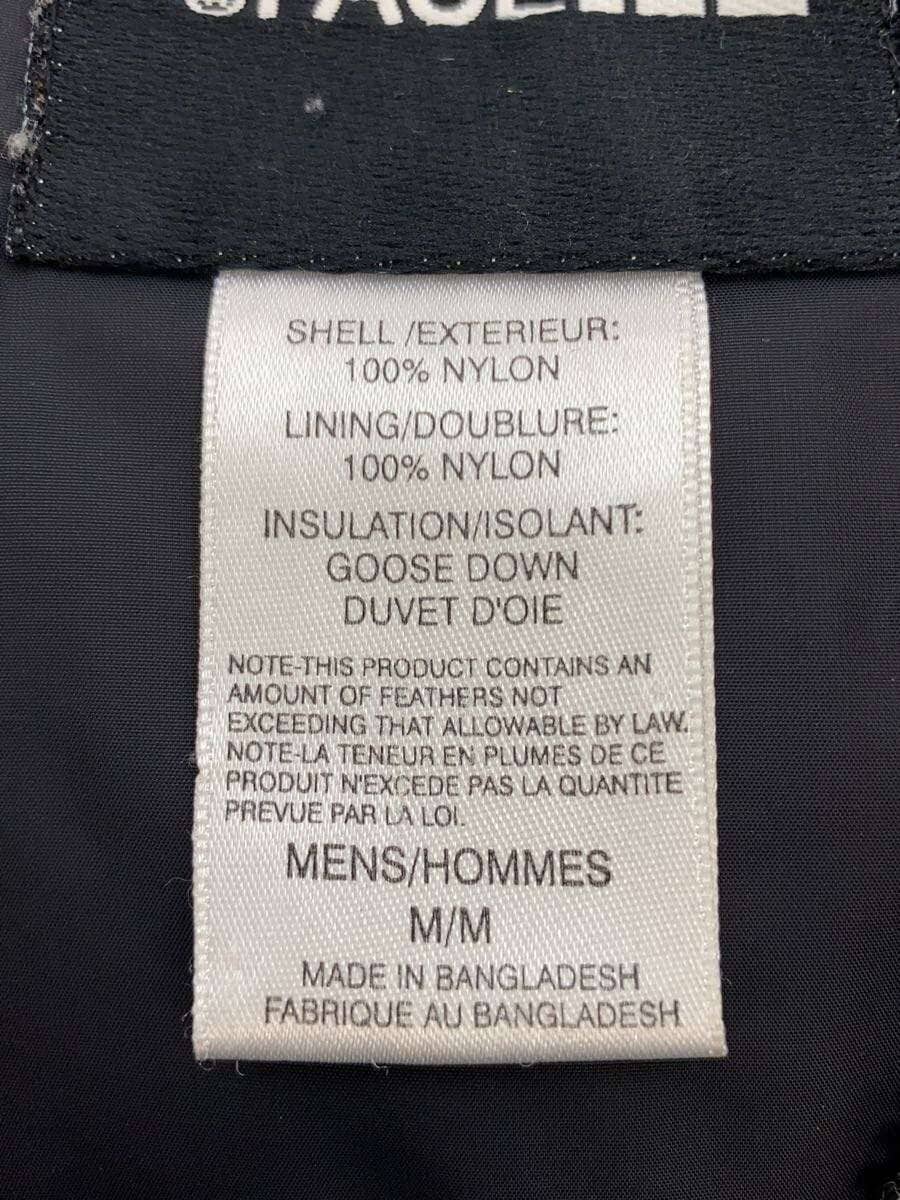 SHELL /EXTERIEUR:
100% NYLON
LINING/DOUBLURE:
100% NYLON
INSULATION/ISOLANT:
GOOSE DOWN
DUVET D'OIE
NOTE-THIS PRODUCT CONTAINS AN
AMOUNT OF FEATHERS NOT
EXCEEDING THAT ALLOWABLE BY LAW.
NOTE-LA TENEUR EN PLUMES DE CE
PRODUIT N'EXCEDE PAS LA QUANTITE
PREVUE PAR LA LOI.
MENS/HOMMES
M/M
MADE IN BANGLADESH
FABRIQUE AU BANGLADESH